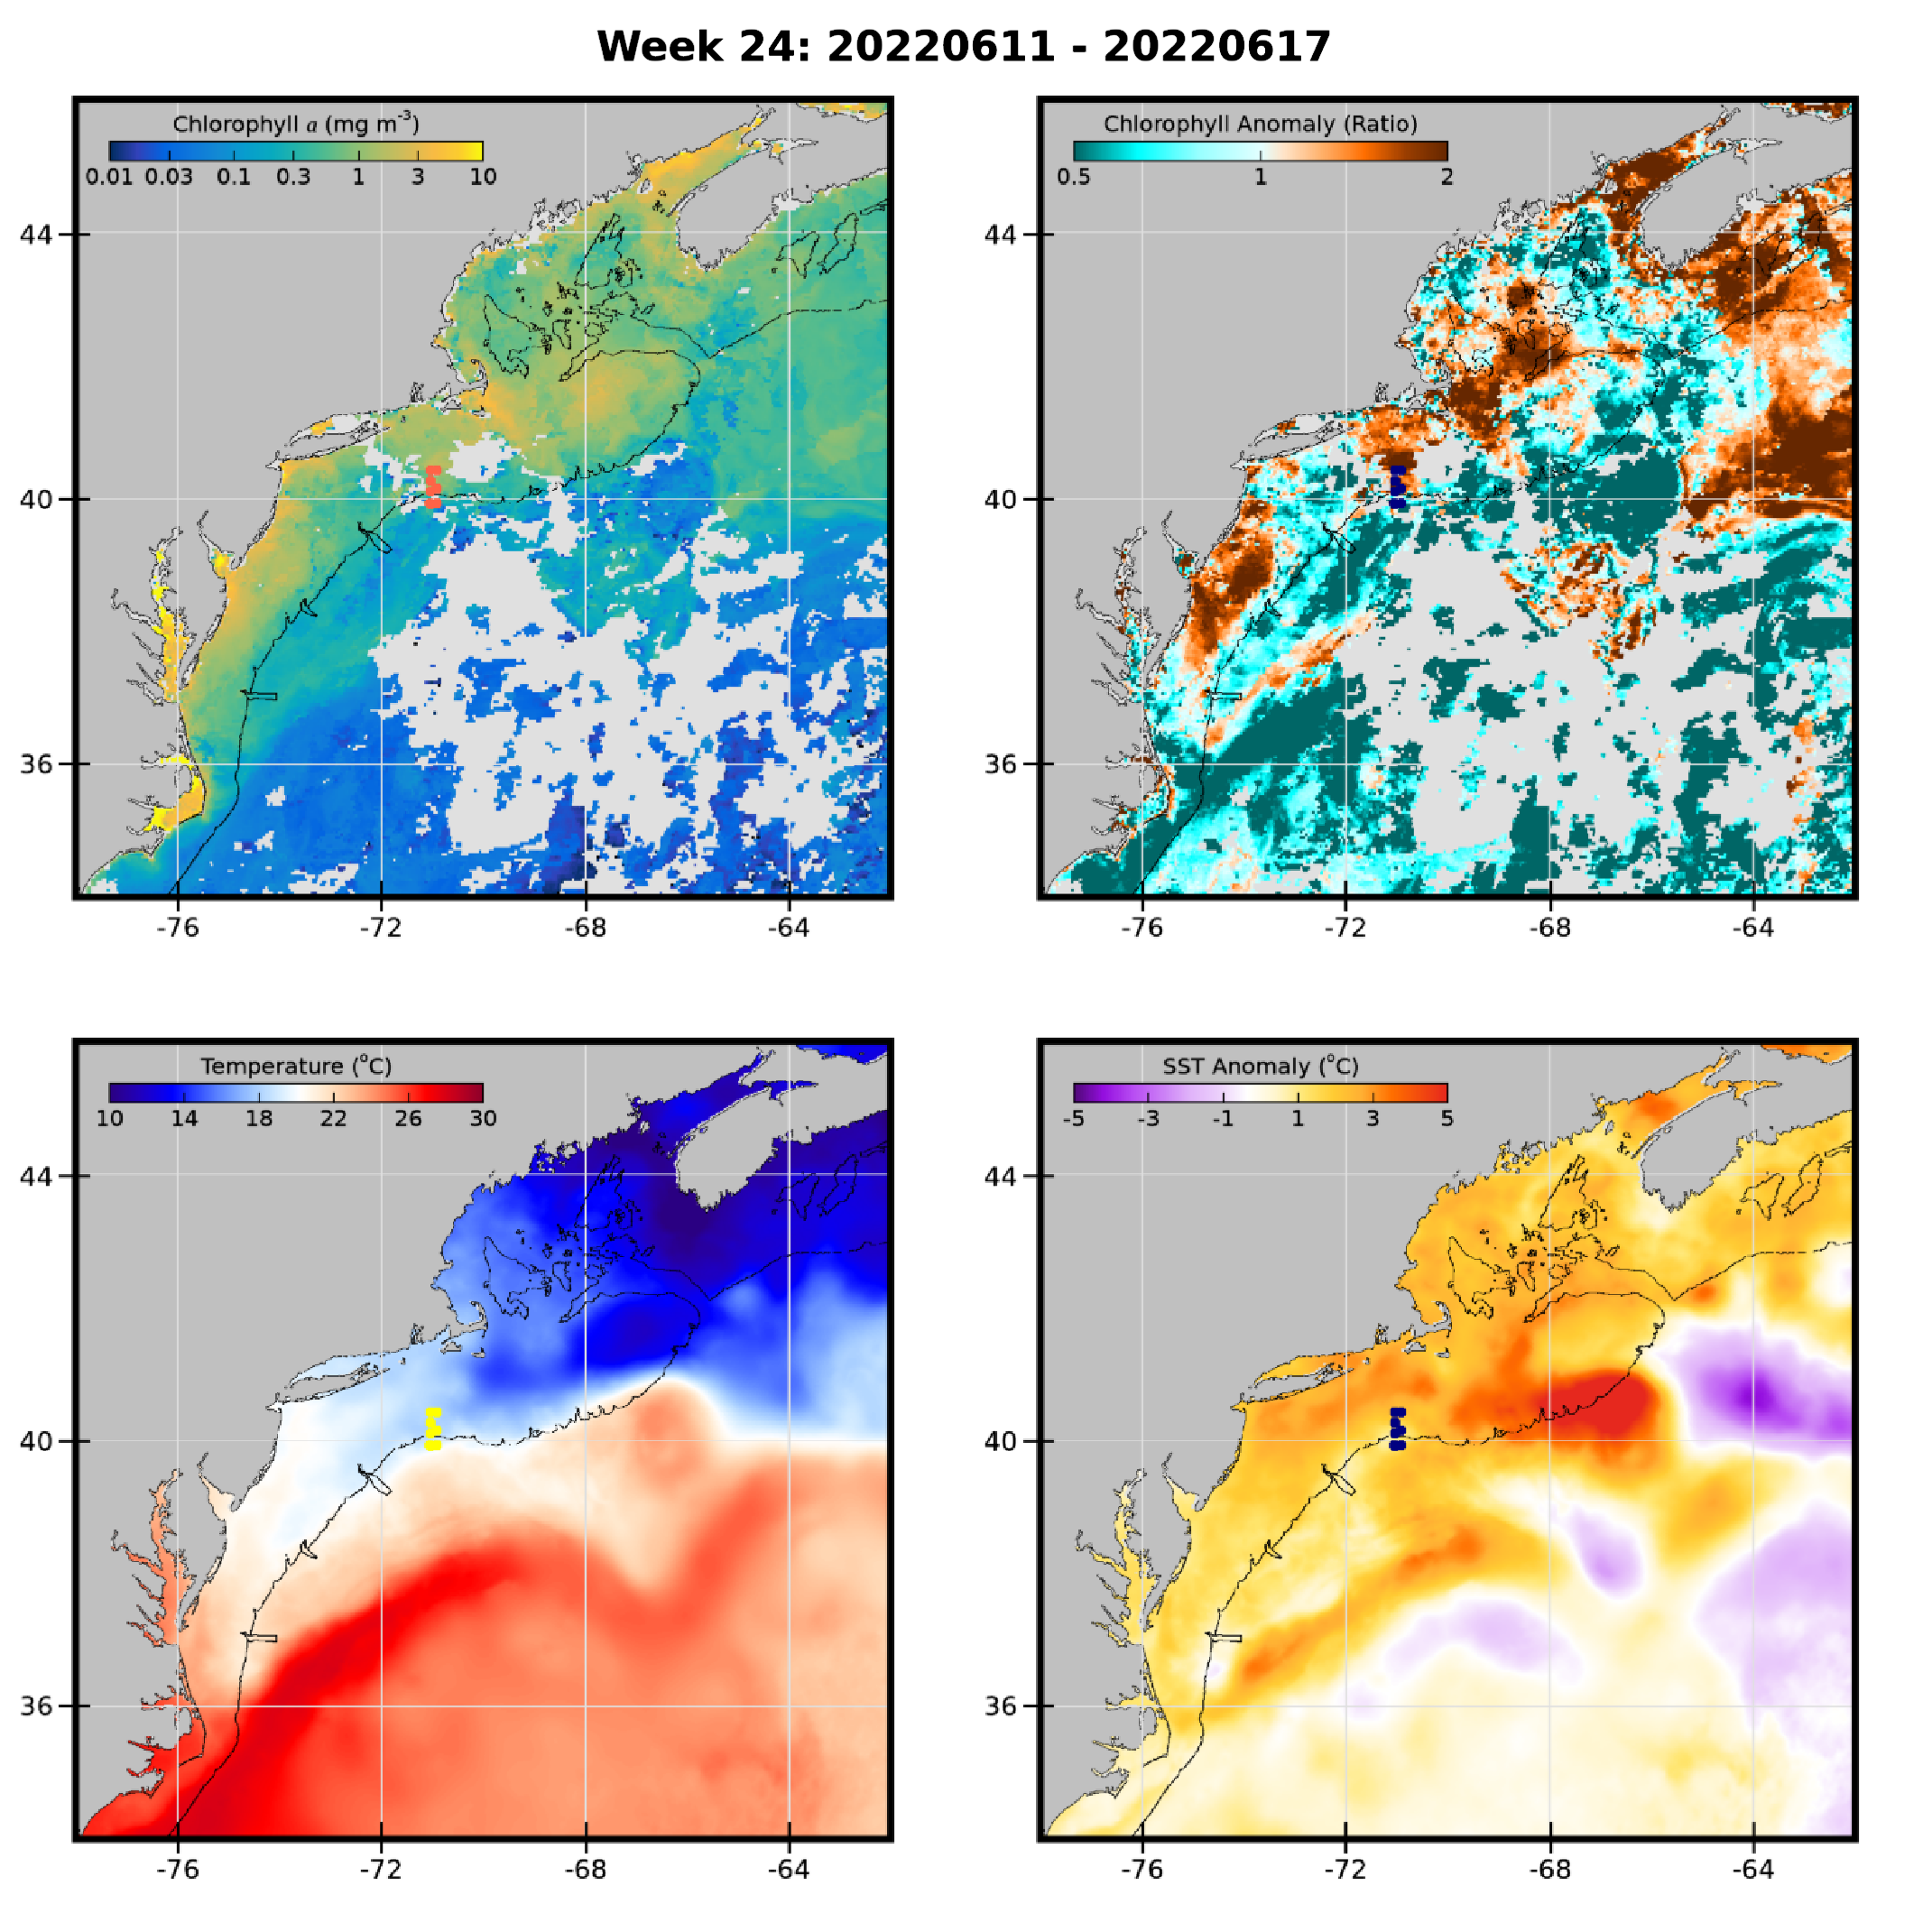 Week 24: 20220611 - 20220617
Chlorophyll a (mg m-3)
0.01 0.03 0.1 0.3 1 3 10
44
40
36
-76 -72 -68 -64
Chlorophyll Anomaly (Ratio)
0.5 1 2
44
40
36
-76 -72 -68 -64
Temperature (oC)
10 14 18 22 26 30
44
40
36
-76 -72 -68 -64
SST Anomaly (oC)
-5 -3 -1 1 3 5
44
40
36
-76 -72 -68 -64